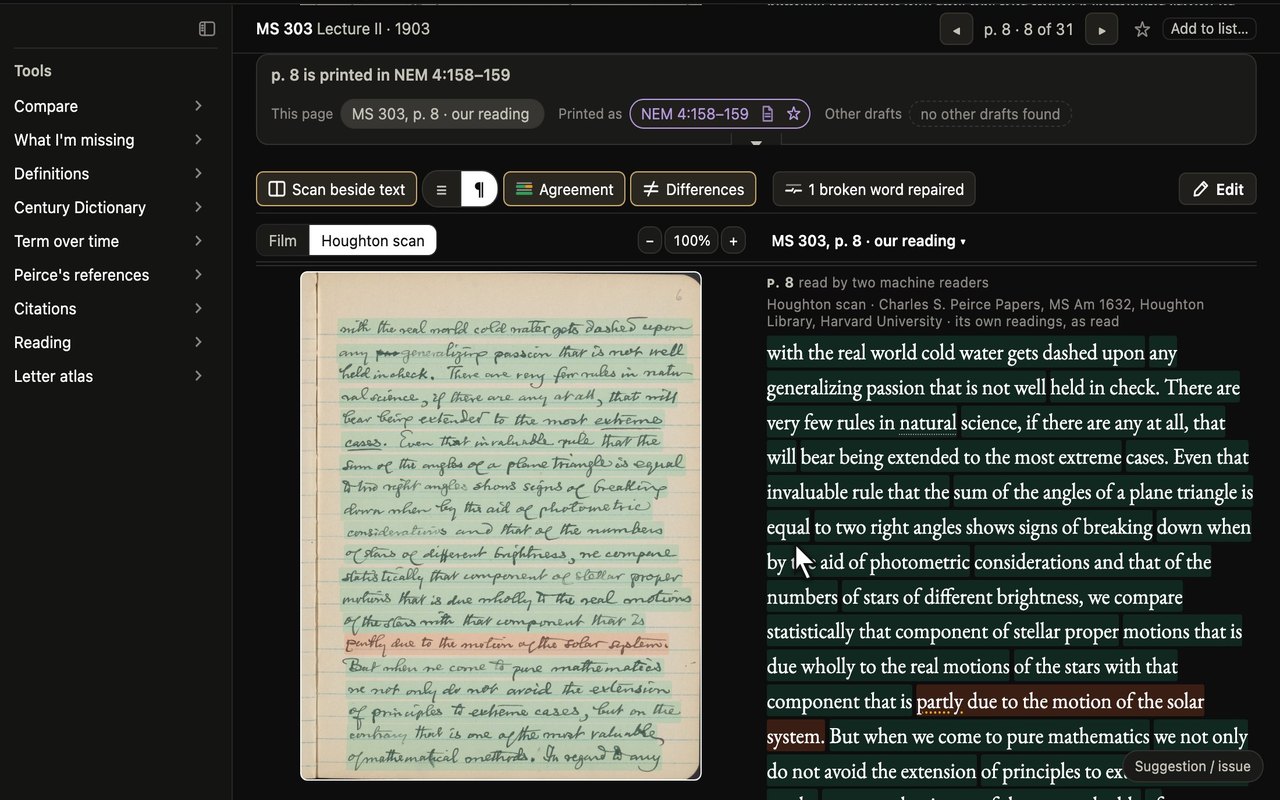 MS 303 Lecture II · 1903
◂ p. 8 · 8 of 31 ▸ ☆ Add to list…
Tools
Compare
What I'm missing
Definitions
Century Dictionary
Term over time
Peirce's references
Citations
Reading
Letter atlas
p. 8 is printed in NEM 4:158–159
This page MS 303, p. 8 · our reading Printed as NEM 4:158–159 Other drafts no other drafts found
Scan beside text ≡ ¶ Agreement ≠ Differences 1 broken word repaired Edit
Film Houghton scan − 100% + MS 303, p. 8 · our reading ▾
6
with the real world cold water gets dashed upon
any generalizing passion that is not well
held in check. There are very few rules in natu-
ral science, if there are any at all, that will
bear being extended to the most extreme
cases. Even that invaluable rule that the
sum of the angles of a plane triangle is equal
to two right angles shows signs of breaking
down when by the aid of photometric
considerations and that of the numbers
of stars of different brightness, we compare
statistically that component of stellar proper
motions that is due wholly to the real motions
of the stars with that component that is
partly due to the motion of the solar system.
But when we come to pure mathematics
we not only do not avoid the extension
of principles to extreme cases, but on the
contrary that is one of the most valuable
of mathematical methods. In regard to any
P. 8 read by two machine readers
Houghton scan · Charles S. Peirce Papers, MS Am 1632, Houghton
Library, Harvard University · its own readings, as read
with the real world cold water gets dashed upon any
generalizing passion that is not well held in check. There are
very few rules in natural science, if there are any at all, that
will bear being extended to the most extreme cases. Even that
invaluable rule that the sum of the angles of a plane triangle is
equal to two right angles shows signs of breaking down when
by the aid of photometric considerations and that of the
numbers of stars of different brightness, we compare
statistically that component of stellar proper motions that is
due wholly to the real motions of the stars with that
component that is partly due to the motion of the solar
system. But when we come to pure mathematics we not only
do not avoid the extension of principles to
Suggestion / issue